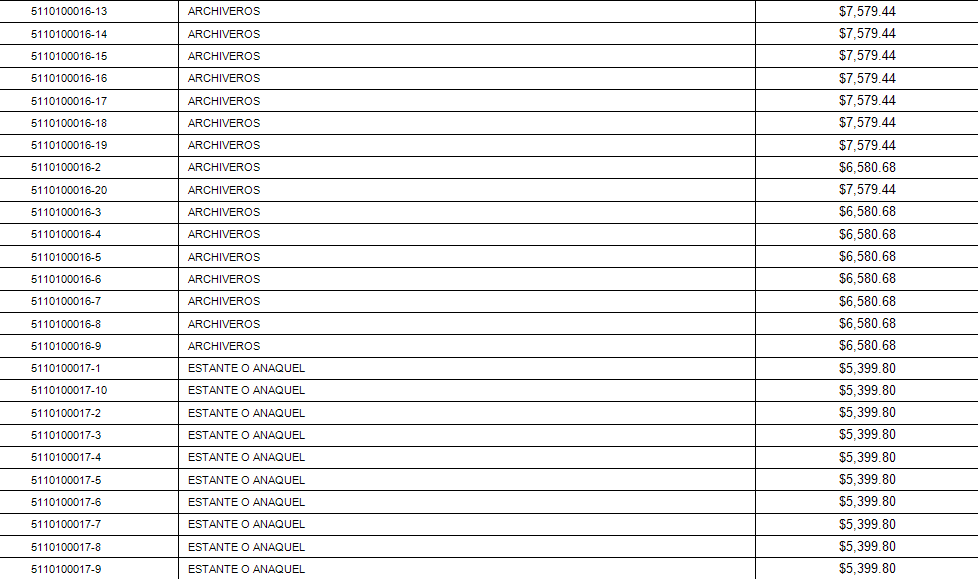 5110100016-13 ARCHIVEROS $7,579.44
5110100016-14 ARCHIVEROS $7,579.44
5110100016-15 ARCHIVEROS $7,579.44
5110100016-16 ARCHIVEROS $7,579.44
5110100016-17 ARCHIVEROS $7,579.44
5110100016-18 ARCHIVEROS $7,579.44
5110100016-19 ARCHIVEROS $7,579.44
5110100016-2 ARCHIVEROS $6,580.68
5110100016-20 ARCHIVEROS $7,579.44
5110100016-3 ARCHIVEROS $6,580.68
5110100016-4 ARCHIVEROS $6,580.68
5110100016-5 ARCHIVEROS $6,580.68
5110100016-6 ARCHIVEROS $6,580.68
5110100016-7 ARCHIVEROS $6,580.68
5110100016-8 ARCHIVEROS $6,580.68
5110100016-9 ARCHIVEROS $6,580.68
5110100017-1 ESTANTE O ANAQUEL $5,399.80
5110100017-10 ESTANTE O ANAQUEL $5,399.80
5110100017-2 ESTANTE O ANAQUEL $5,399.80
5110100017-3 ESTANTE O ANAQUEL $5,399.80
5110100017-4 ESTANTE O ANAQUEL $5,399.80
5110100017-5 ESTANTE O ANAQUEL $5,399.80
5110100017-6 ESTANTE O ANAQUEL $5,399.80
5110100017-7 ESTANTE O ANAQUEL $5,399.80
5110100017-8 ESTANTE O ANAQUEL $5,399.80
5110100017-9 ESTANTE O ANAQUEL $5,399.80